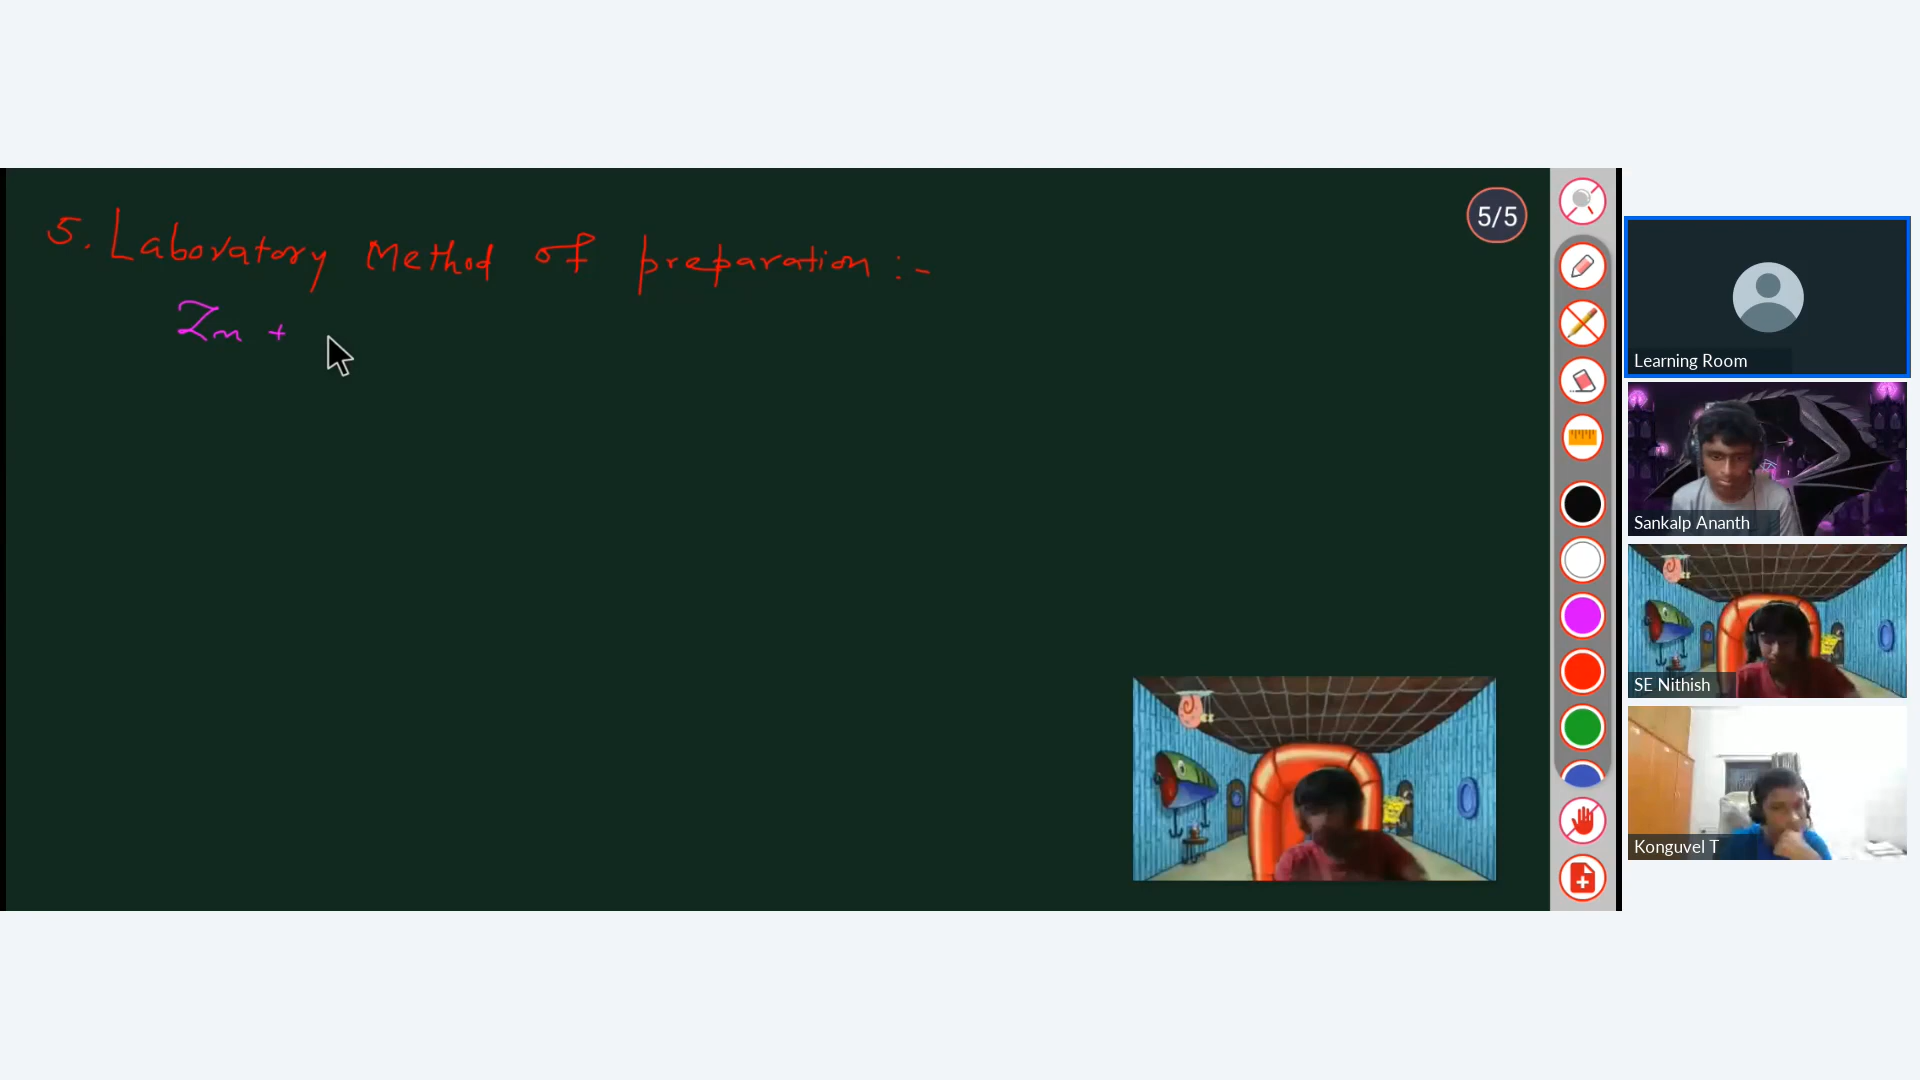 5. Laboratory Method of preparation :-
5/5
Zn +
Learning Room
Sankalp Ananth
SE Nithish
Konguvel T